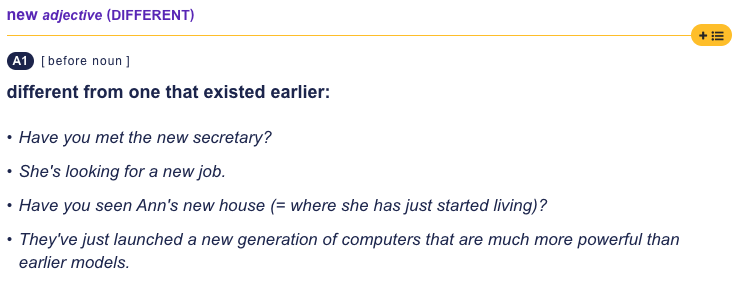 new adjective (DIFFERENT)
A1 [ before noun ]
different from one that existed earlier:
• Have you met the new secretary?
• She's looking for a new job.
• Have you seen Ann's new house (= where she has just started living)?
• They've just launched a new generation of computers that are much more powerful than
earlier models.